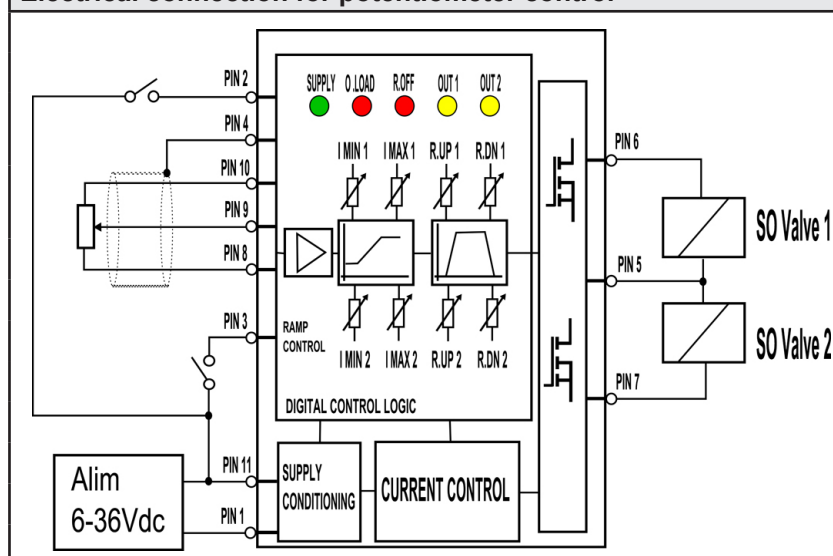 Electrical connection for potentiometer control
PIN 2
SUPPLY O.LOAD R.OFF OUT 1 OUT 2
PIN 4
I MIN 1 I MAX 1 R.UP 1 R.DN 1
PIN 6
PIN 10
PIN 9
SO Valve 1
PIN 8
PIN 5
PIN 3
RAMP
CONTROL
SO Valve 2
I MIN 2 I MAX 2 R.UP 2 R.DN 2
PIN 7
DIGITAL CONTROL LOGIC
Alim
6-36Vdc
PIN 11
PIN 1
SUPPLY
CONDITIONING
CURRENT CONTROL